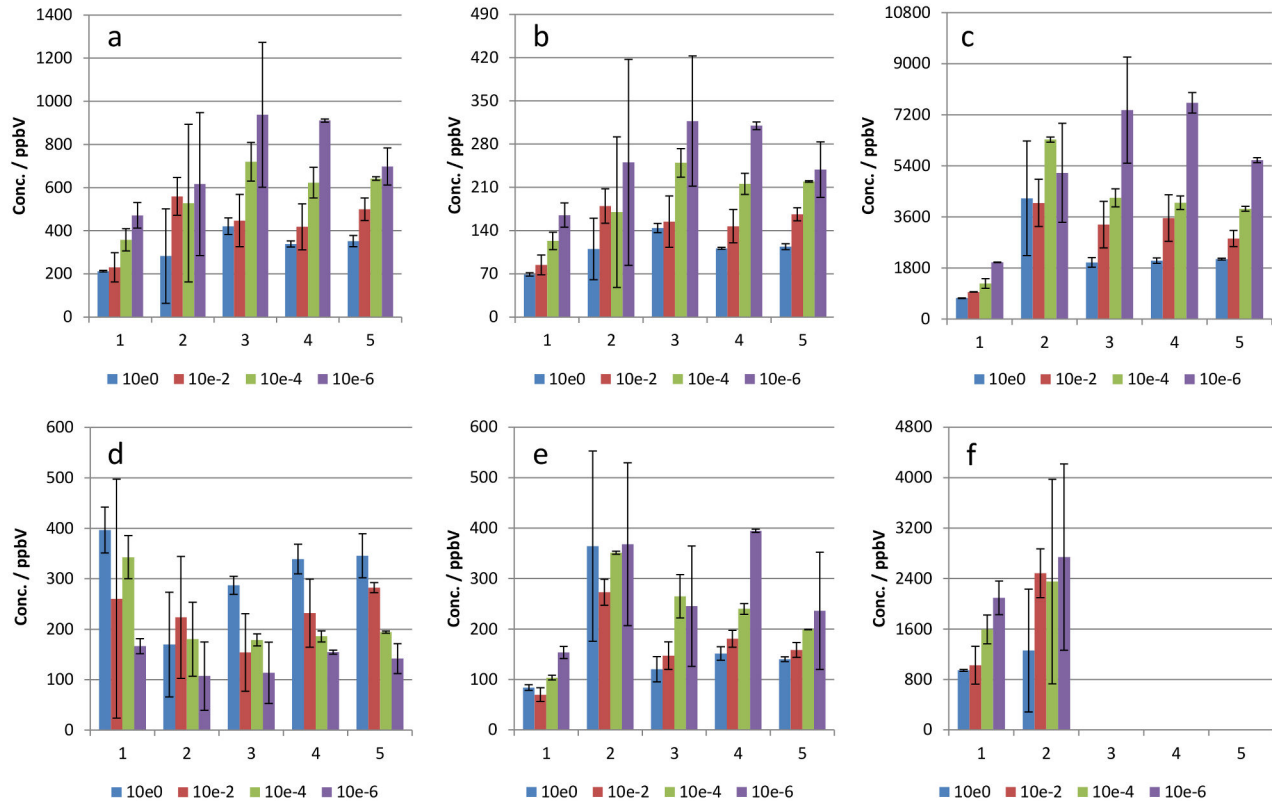 a
Conc. / ppbV
1400
1200
1000
800
600
400
200
0
1 2 3 4 5
10e0 10e-2 10e-4 10e-6
b
Conc. / ppbV
490
420
350
280
210
140
70
0
1 2 3 4 5
10e0 10e-2 10e-4 10e-6
c
Conc. / ppbV
10800
9000
7200
5400
3600
1800
0
1 2 3 4 5
10e0 10e-2 10e-4 10e-6
d
Conc. / ppbV
600
500
400
300
200
100
0
1 2 3 4 5
10e0 10e-2 10e-4 10e-6
e
Conc. / ppbV
600
500
400
300
200
100
0
1 2 3 4 5
10e0 10e-2 10e-4 10e-6
f
Conc. / ppbV
4800
4000
3200
2400
1600
800
0
1 2 3 4 5
10e0 10e-2 10e-4 10e-6